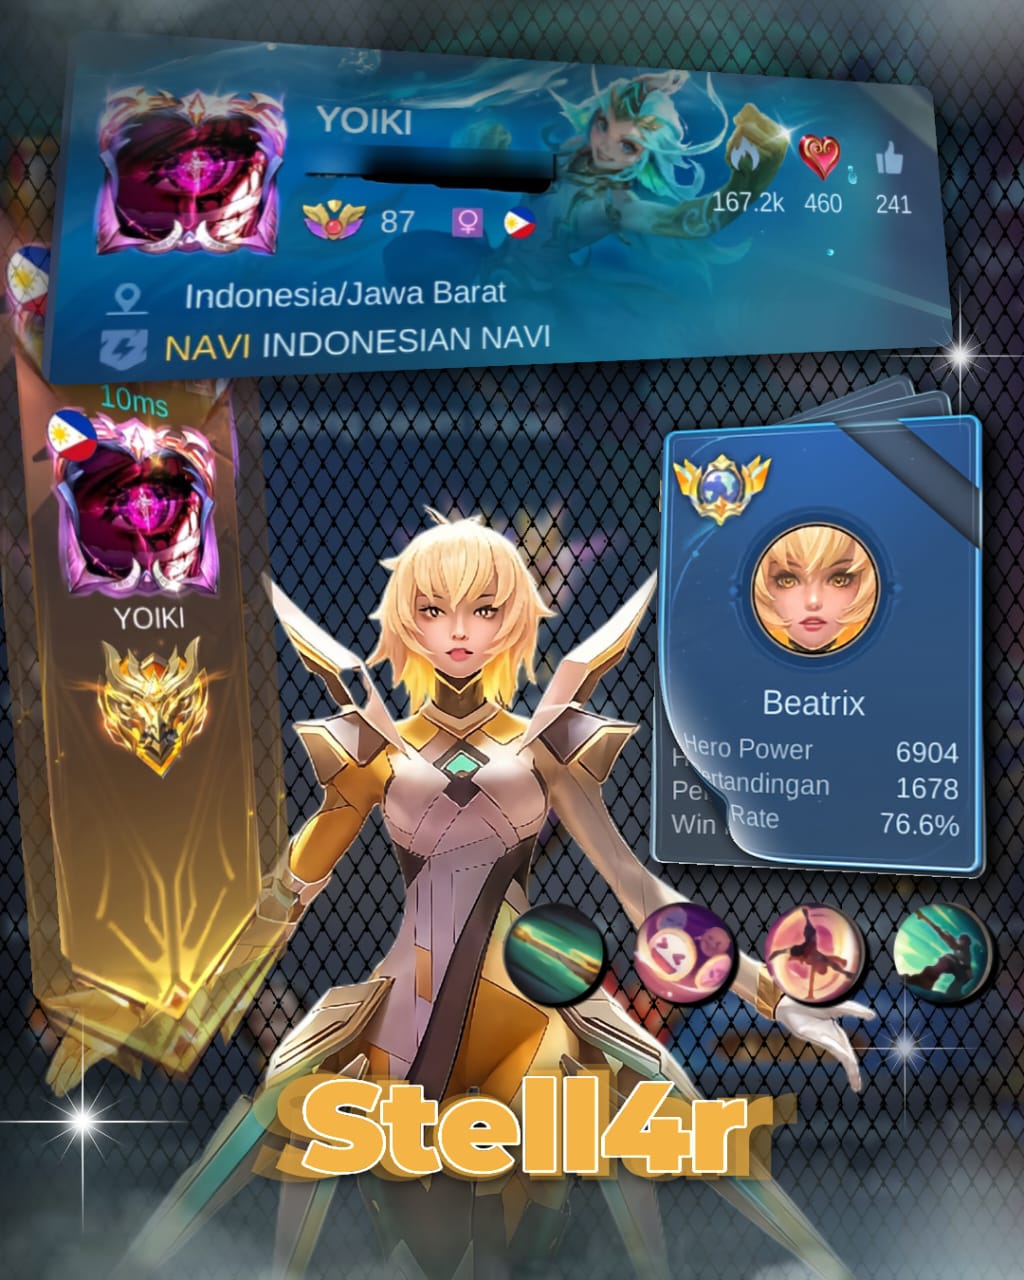 YOIKI
87
167.2k 460 241
Indonesia/Jawa Barat
NAVI INDONESIAN NAVI
10ms
YOIKI
Beatrix
Hero Power 6904
Pertandingan 1678
Win Rate 76.6%
Stell4r